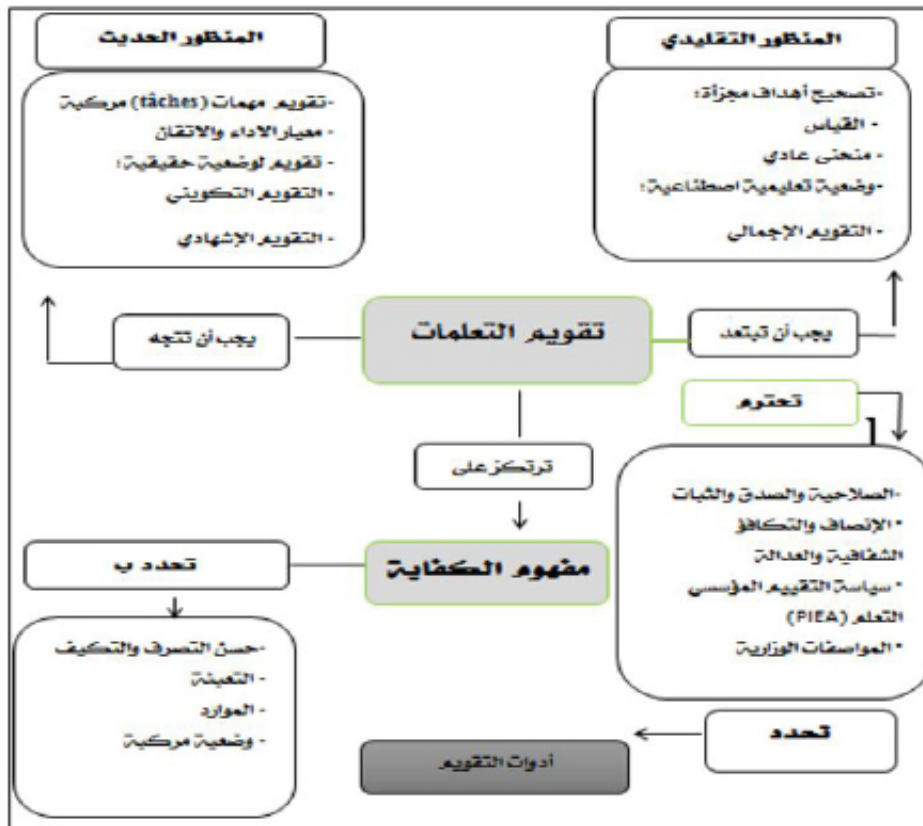 المنظور التقليدي
-تصحيح أهداف مجزأة؛
- القياس
- منحنى عادي
-وضعية تعليمية اصطناعية؛
- التقويم الإجمالي
المنظور الحديث
-تقويم مهمات (tâches) مركبة
- معيار الاداء والاتقان
- تقويم لوضعية حقيقية؛
- التقويم التكويني
- التقويم الإشهادي
يجب أن تبتعد
تقويم التعلمات
يجب أن تتجه
تحترم
-الصلاحية والصدق والثبات
* الإنصاف والتكافؤ
الشفافية والعدالة
* سياسة التقييم المؤسسي
التعلم (PIEA)
* المواصفات الوزارية
ترتكز على
مفهوم الكفاية
تحدد ب
-حسن التصرف والتكيف
- التعبئة
- الموارد
- وضعية مركبة
تحدد
أدوات التقويم